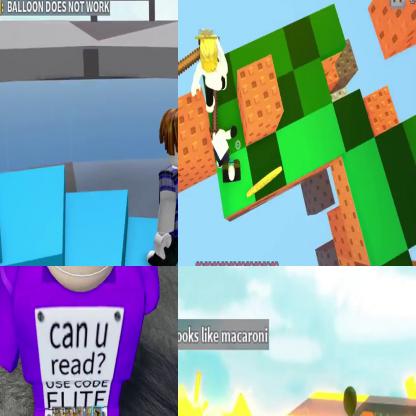 : BALLOON DOES NOT WORK
can u
read?
USE CODE
ELITE
ooks like macaroni